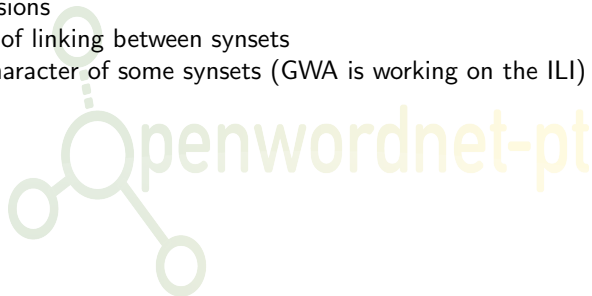 sions
of linking between synsets
haracter of some synsets (GWA is working on the ILI)
openwordnet-pt